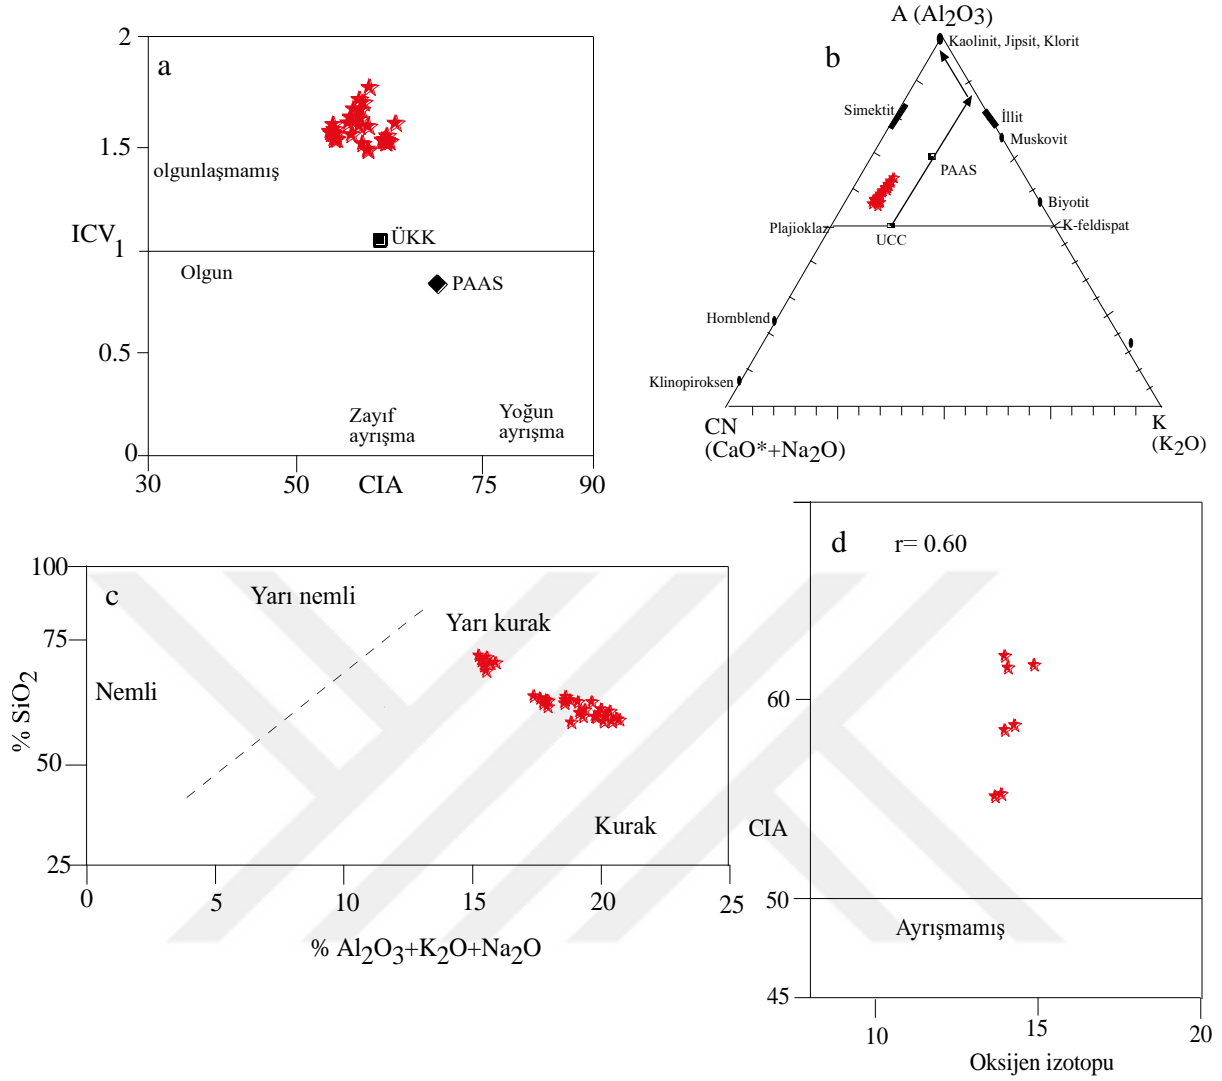 a
2
1.5
olgunlaşmamış
ICV
1
ÜKK
Olgun
PAAS
0.5
Zayıf
ayrışma
Yoğun
ayrışma
0
30
50
CIA
75
90
b
A (Al2O3)
Kaolinit, Jipsit, Klorit
Simektit
İllit
Muskovit
PAAS
Biyotit
Plajioklaz
K-feldispat
UCC
Hornblend
Klinopiroksen
CN
(CaO*+Na2O)
K
(K2O)
c
100
Yarı nemli
Yarı kurak
75
Nemli
% SiO2
50
Kurak
25
0
5
10
15
20
25
% Al2O3+K2O+Na2O
d
r= 0.60
60
CIA
50
Ayrışmamış
45
10
15
20
Oksijen izotopu